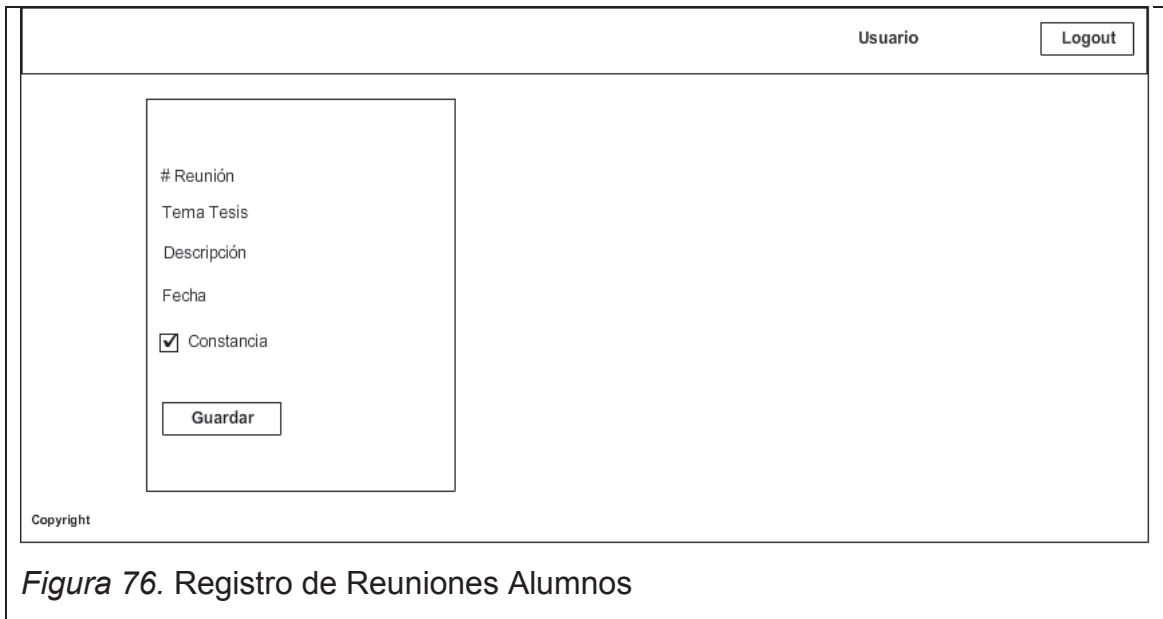 Usuario Logout
# Reunión
Tema Tesis
Descripción
Fecha
Constancia
Guardar
Copyright
Figura 76. Registro de Reuniones Alumnos